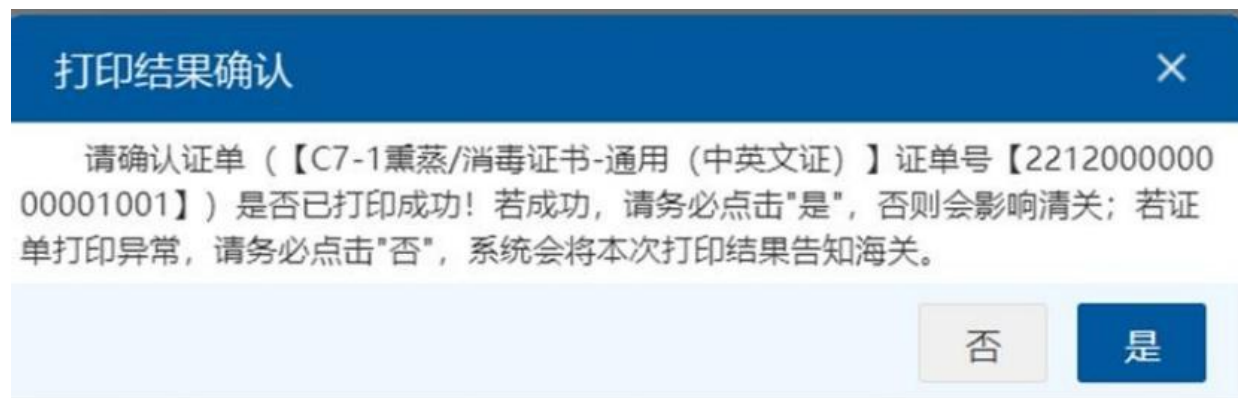 打印结果确认
请确认证单（【C7-1熏蒸/消毒证书-通用（中英文证）】证单号【2212000000
00001001】）是否已打印成功！若成功，请务必点击"是"，否则会影响清关；若证
单打印异常，请务必点击"否"，系统会将本次打印结果告知海关。
否
是